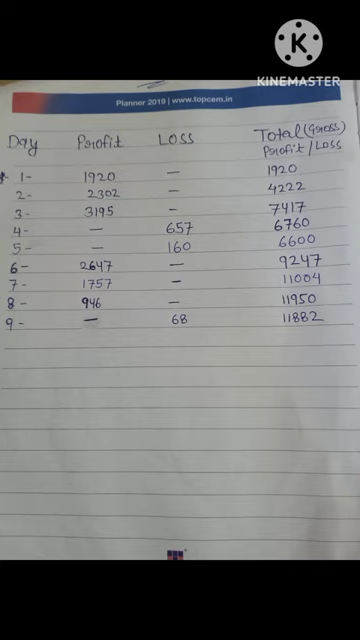 KINEMASTER
Planner 2019 | www.topcem.in
Day Profit Loss Total (Gross) Profit / Loss
1- 1920 — 1920
2- 2302 — 4222
3- 3195 - 7417
4- — 657 6760
5- - 160 6600
6- 2647 — 9247
7- 1757 - 11004
8- 946 — 11950
9- — 68 11882